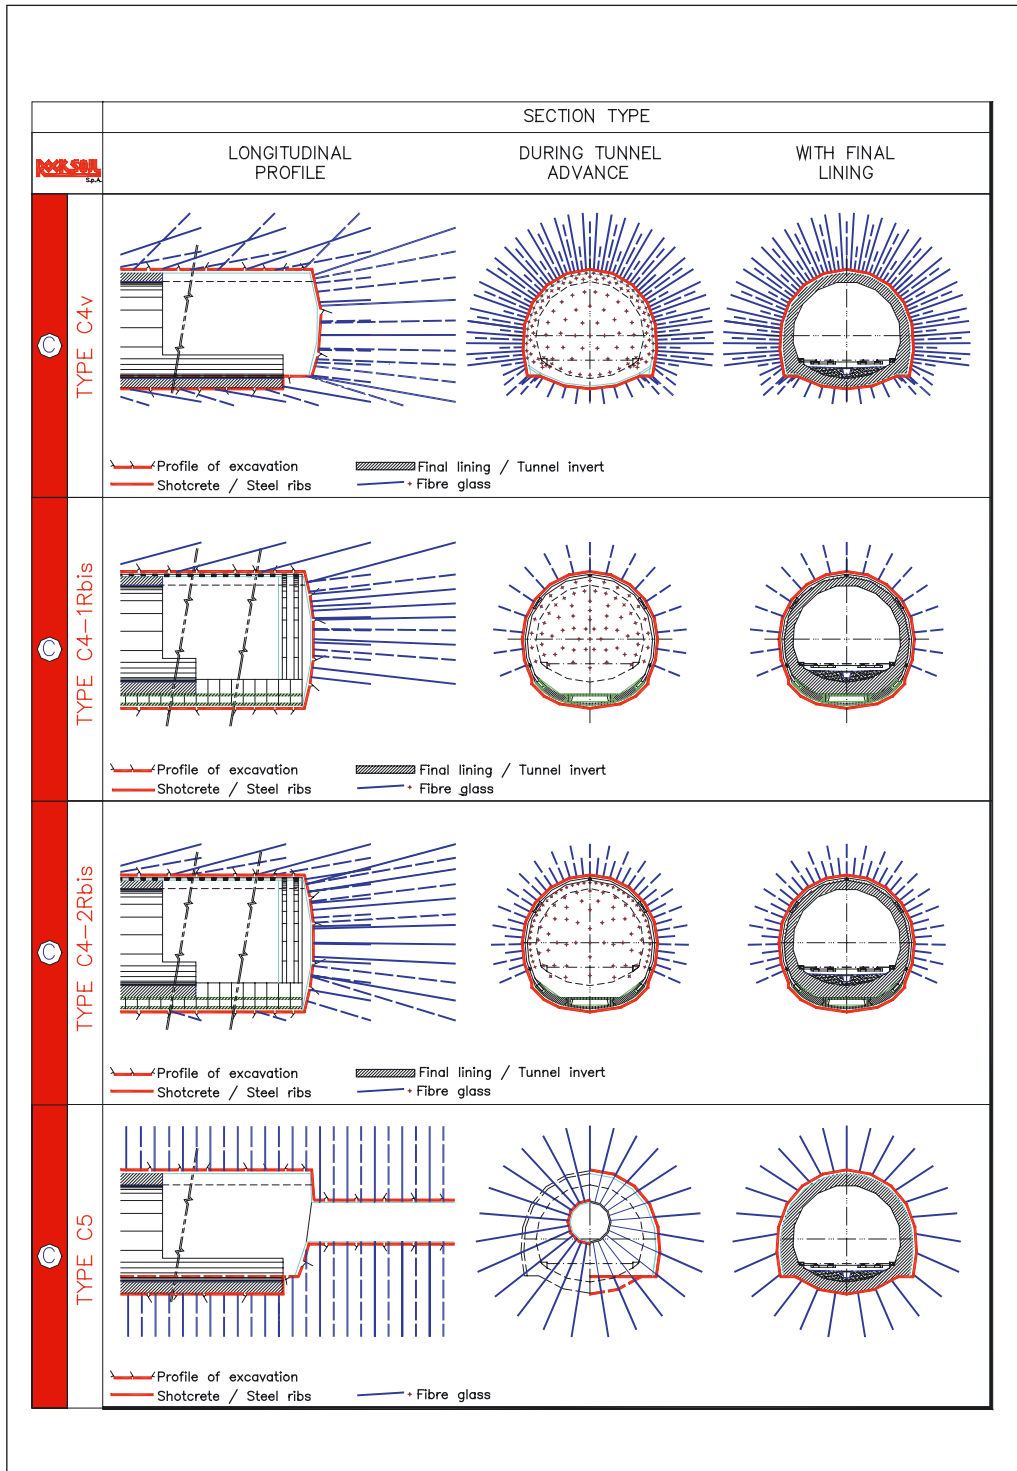 SECTION TYPE
ROCKSOIL
S.p.A.
LONGITUDINAL
PROFILE
DURING TUNNEL
ADVANCE
WITH FINAL
LINING
C
TYPE C4v
Profile of excavation
Final lining / Tunnel invert
Shotcrete / Steel ribs
Fibre glass
C
TYPE C4-1Rbis
Profile of excavation
Final lining / Tunnel invert
Shotcrete / Steel ribs
Fibre glass
C
TYPE C4-2Rbis
Profile of excavation
Final lining / Tunnel invert
Shotcrete / Steel ribs
Fibre glass
C
TYPE C5
Profile of excavation
Shotcrete / Steel ribs
Fibre glass